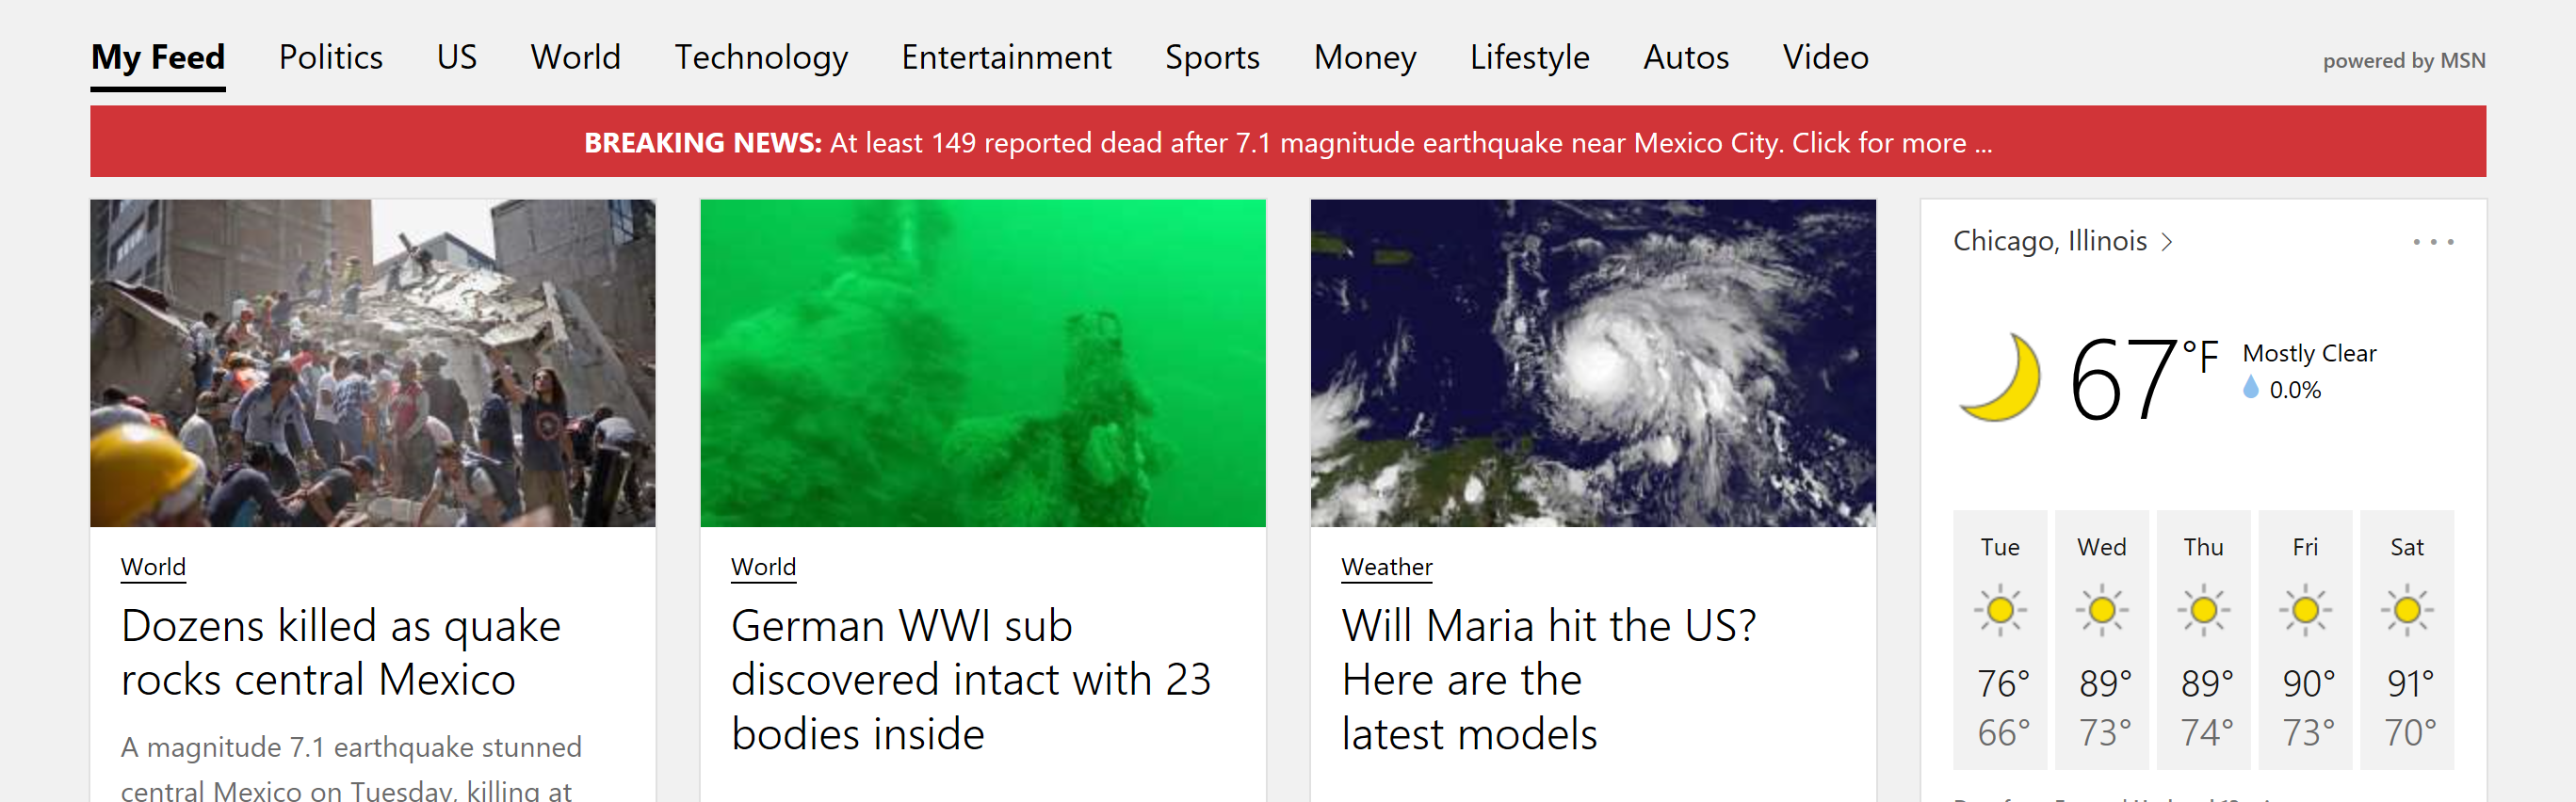 My Feed Politics US World Technology Entertainment Sports Money Lifestyle Autos Video powered by MSN
BREAKING NEWS: At least 149 reported dead after 7.1 magnitude earthquake near Mexico City. Click for more ...
World
Dozens killed as quake
rocks central Mexico
A magnitude 7.1 earthquake stunned
central Mexico on Tuesday, killing at
World
German WWI sub
discovered intact with 23
bodies inside
Weather
Will Maria hit the US?
Here are the
latest models
Chicago, Illinois
67°F
Mostly Clear
0.0%
Tue Wed Thu Fri Sat
76° 89° 89° 90° 91°
66° 73° 74° 73° 70°